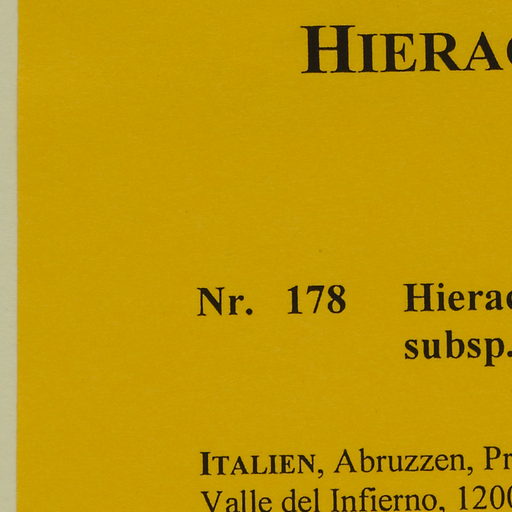 HIERAC
Nr. 178 Hierac
subsp.
ITALIEN, Abruzzen, Pr
Valle del Infierno, 1200